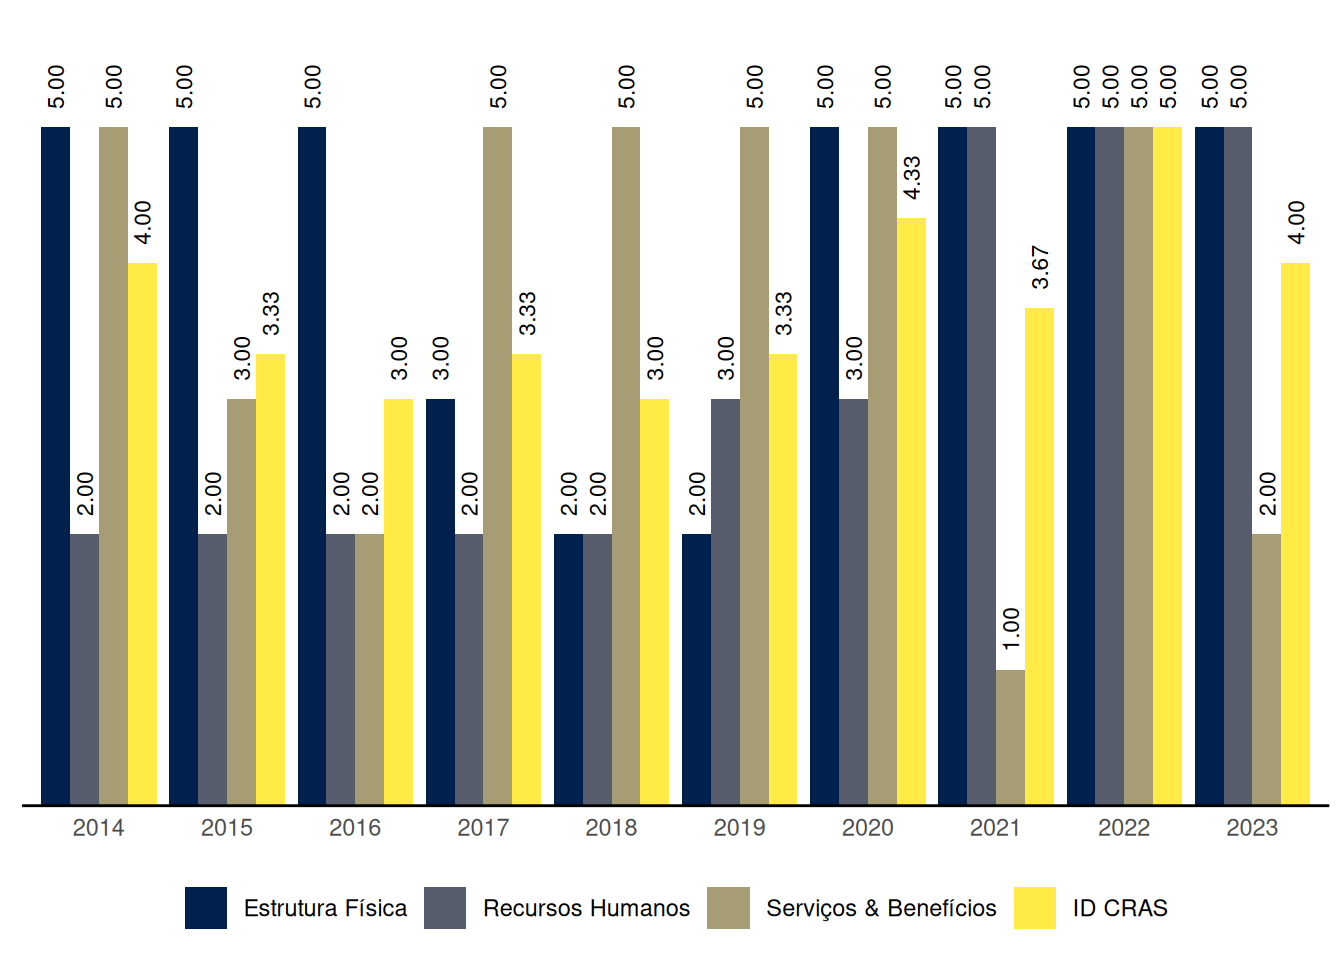 5.00 2.00 5.00 4.00
5.00 2.00 3.00 3.33
5.00 2.00 2.00 3.00
3.00 2.00 5.00 3.33
2.00 2.00 5.00 3.00
2.00 3.00 5.00 3.33
5.00 3.00 5.00 4.33
5.00 5.00 1.00 3.67
5.00 5.00 5.00 5.00
5.00 5.00 2.00 4.00
2014 2015 2016 2017 2018 2019 2020 2021 2022 2023
Estrutura Física Recursos Humanos Serviços & Benefícios ID CRAS